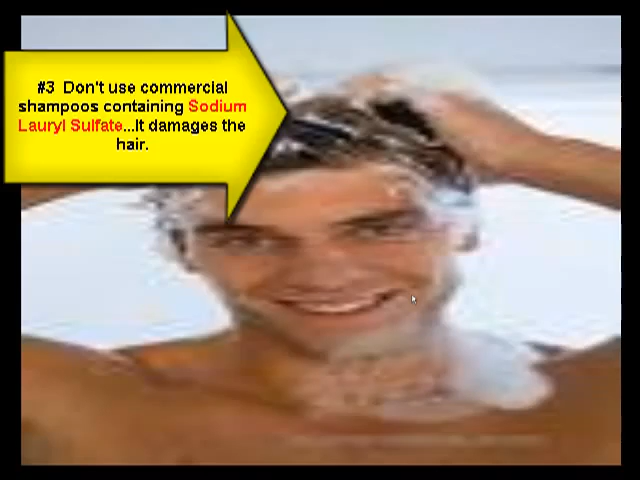 #3  Don't use commercial
shampoos containing Sodium
Lauryl Sulfate...It damages the
hair.